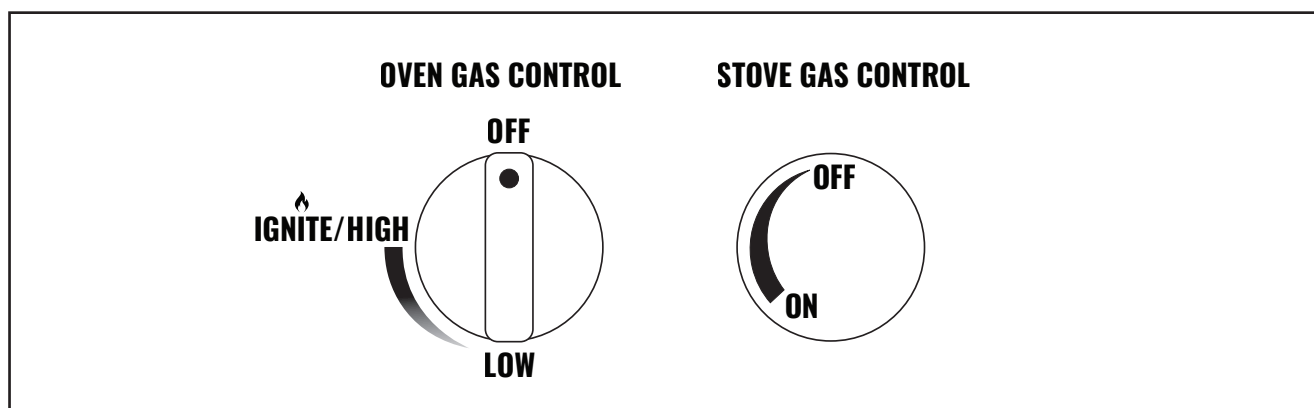 OVEN GAS CONTROL
OFF
IGNITE/HIGH
LOW
STOVE GAS CONTROL
OFF
ON